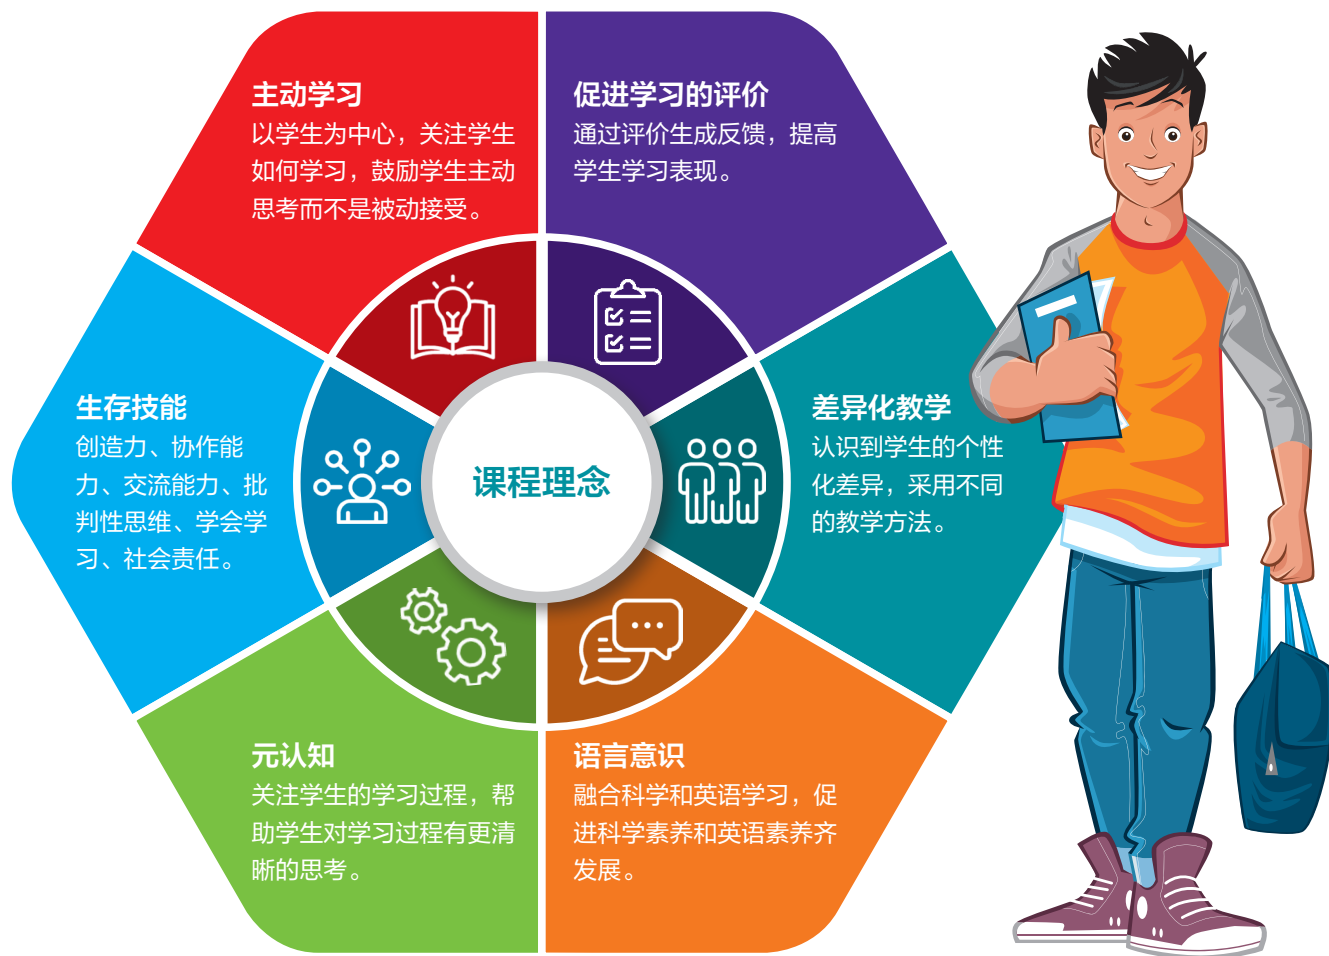 主动学习
以学生为中心，关注学生
如何学习，鼓励学生主动
思考而不是被动接受。
促进学习的评价
通过评价生成反馈，提高
学生学习表现。
生存技能
创造力、协作能
力、交流能力、批
判性思维、学会学
习、社会责任。
课程理念
差异化教学
认识到学生的个性
化差异，采用不同
的教学方法。
元认知
关注学生的学习过程，帮
助学生对学习过程有更清
晰的思考。
语言意识
融合科学和英语学习，促
进科学素养和英语素养齐
发展。